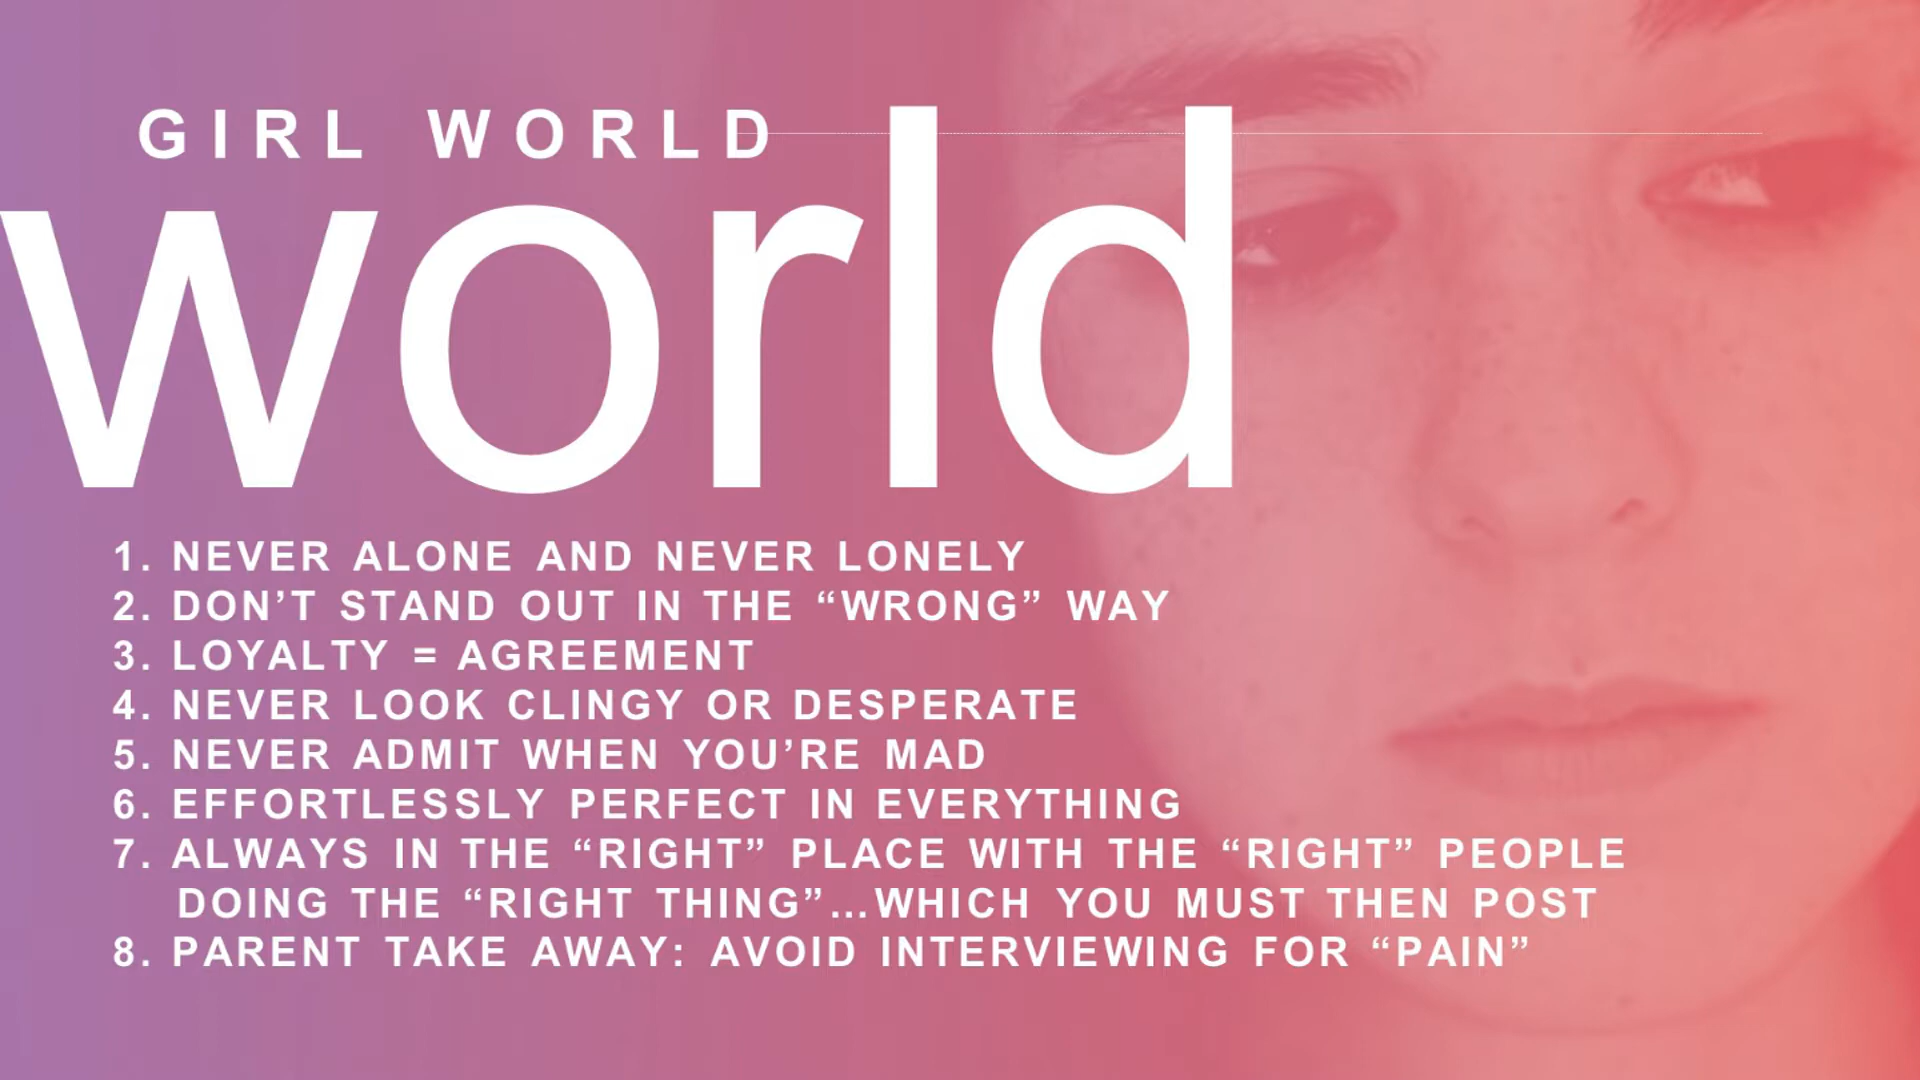 GIRL WORLD
world
1. NEVER ALONE AND NEVER LONELY
2. DON’T STAND OUT IN THE “WRONG” WAY
3. LOYALTY = AGREEMENT
4. NEVER LOOK CLINGY OR DESPERATE
5. NEVER ADMIT WHEN YOU’RE MAD
6. EFFORTLESSLY PERFECT IN EVERYTHING
7. ALWAYS IN THE “RIGHT” PLACE WITH THE “RIGHT” PEOPLE
DOING THE “RIGHT THING”...WHICH YOU MUST THEN POST
8. PARENT TAKE AWAY: AVOID INTERVIEWING FOR “PAIN”